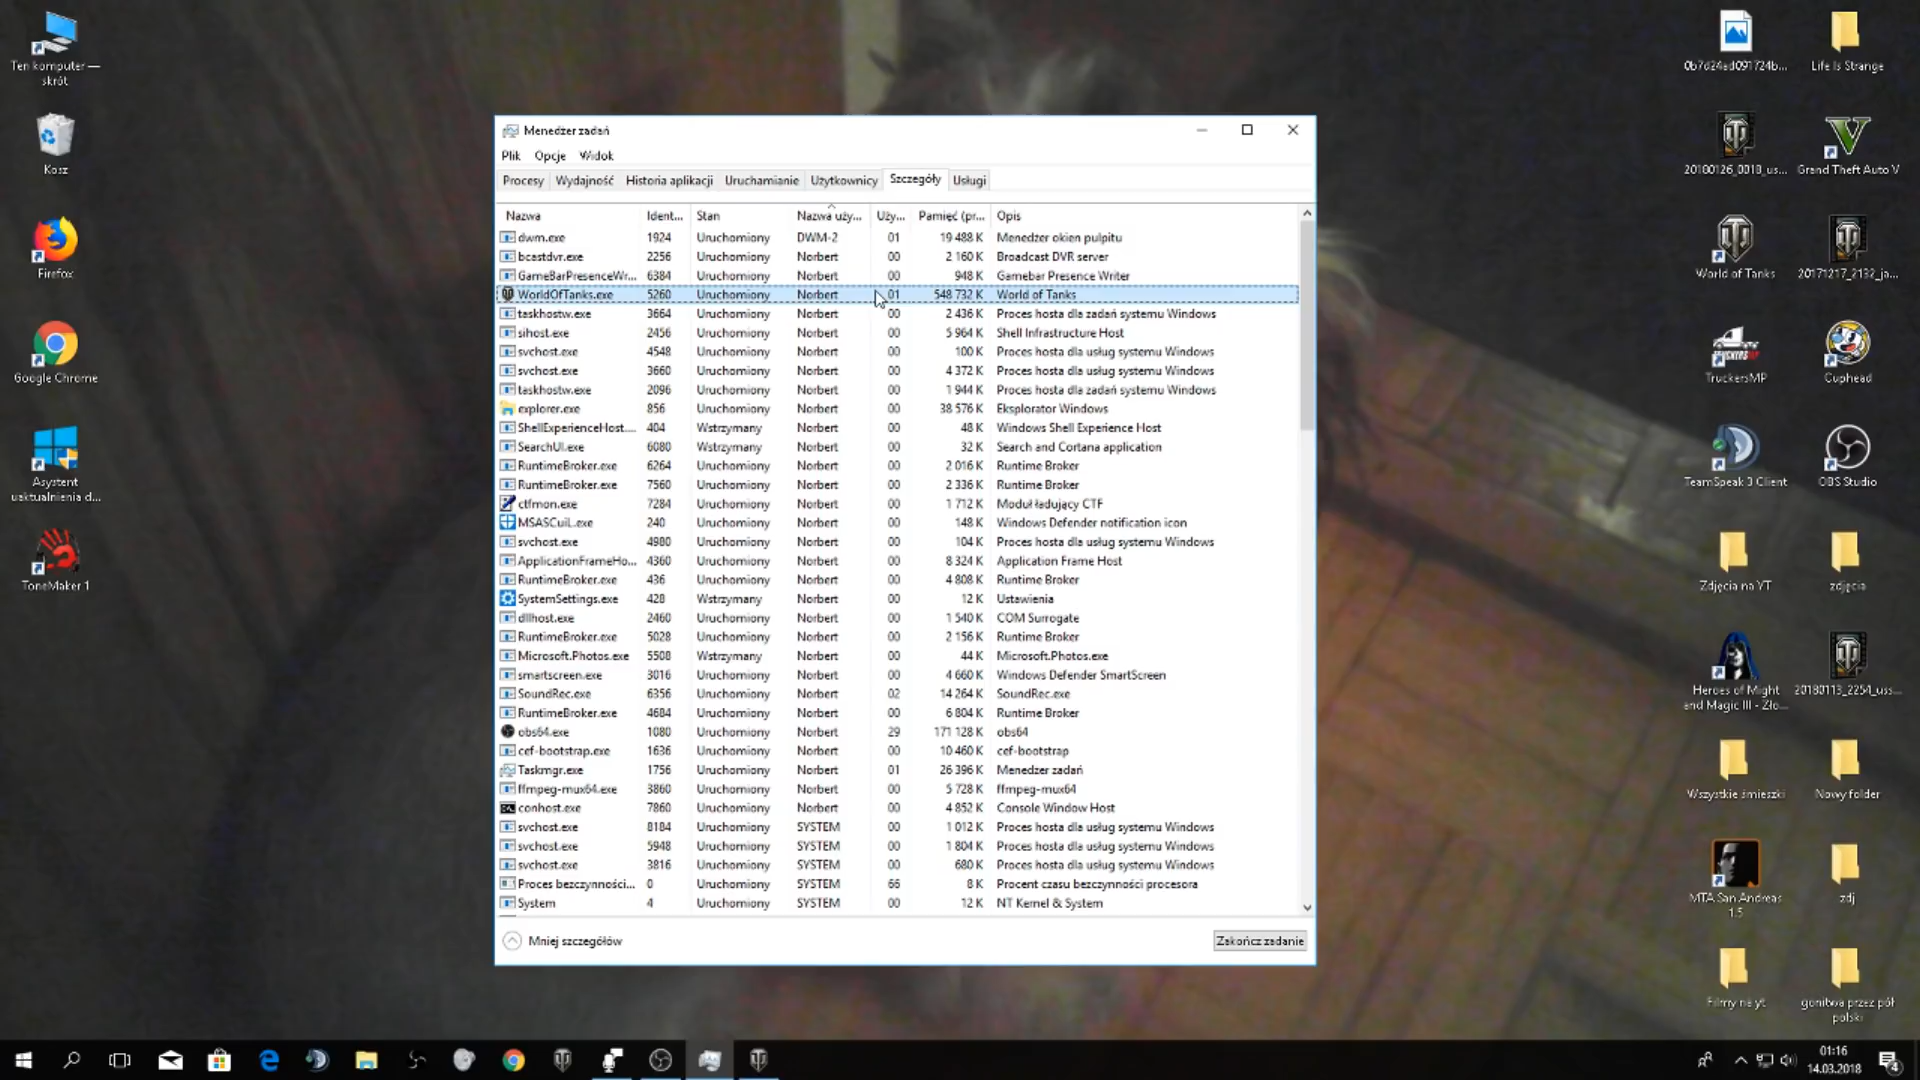 Ten komputer —
skrót
Kosz
Firefox
Google Chrome
Asystent
uaktualnienia d...
ToneMaker 1
Menedżer zadań
Plik Opcje Widok
Procesy Wydajność Historia aplikacji Uruchamianie Użytkownicy Szczegóły Usługi
Nazwa Ident... Stan Nazwa uży... Uży... Pamięć (pr... Opis
dwm.exe 1924 Uruchomiony DWM-2 01 19 488 K Menedżer okien pulpitu
bcastdvr.exe 2256 Uruchomiony Norbert 00 2 160 K Broadcast DVR server
GameBarPresenceWr... 6384 Uruchomiony Norbert 00 948 K Gamebar Presence Writer
WorldOfTanks.exe 5260 Uruchomiony Norbert 01 548 732 K World of Tanks
taskhostw.exe 3664 Uruchomiony Norbert 00 2 436 K Proces hosta dla zadań systemu Windows
sihost.exe 2456 Uruchomiony Norbert 00 5 964 K Shell Infrastructure Host
svchost.exe 4548 Uruchomiony Norbert 00 100 K Proces hosta dla usług systemu Windows
svchost.exe 3660 Uruchomiony Norbert 00 4 372 K Proces hosta dla usług systemu Windows
taskhostw.exe 2096 Uruchomiony Norbert 00 1 944 K Proces hosta dla zadań systemu Windows
explorer.exe 856 Uruchomiony Norbert 00 38 576 K Eksplorator Windows
ShellExperienceHost.... 404 Wstrzymany Norbert 00 48 K Windows Shell Experience Host
SearchUI.exe 6080 Wstrzymany Norbert 00 32 K Search and Cortana application
RuntimeBroker.exe 6264 Uruchomiony Norbert 00 2 016 K Runtime Broker
RuntimeBroker.exe 7560 Uruchomiony Norbert 00 2 336 K Runtime Broker
ctfmon.exe 7284 Uruchomiony Norbert 00 1 712 K Moduł ładujący CTF
MSASCuiL.exe 240 Uruchomiony Norbert 00 148 K Windows Defender notification icon
svchost.exe 4980 Uruchomiony Norbert 00 104 K Proces hosta dla usług systemu Windows
ApplicationFrameHo... 4360 Uruchomiony Norbert 00 8 324 K Application Frame Host
RuntimeBroker.exe 436 Uruchomiony Norbert 00 4 808 K Runtime Broker
SystemSettings.exe 428 Wstrzymany Norbert 00 12 K Ustawienia
dllhost.exe 2460 Uruchomiony Norbert 00 1 540 K COM Surrogate
RuntimeBroker.exe 5028 Uruchomiony Norbert 00 2 156 K Runtime Broker
Microsoft.Photos.exe 5508 Wstrzymany Norbert 00 44 K Microsoft.Photos.exe
smartscreen.exe 3016 Uruchomiony Norbert 00 4 660 K Windows Defender SmartScreen
SoundRec.exe 6356 Uruchomiony Norbert 02 14 264 K SoundRec.exe
RuntimeBroker.exe 4684 Uruchomiony Norbert 00 6 804 K Runtime Broker
obs64.exe 1080 Uruchomiony Norbert 29 171 128 K obs64
cef-bootstrap.exe 1636 Uruchomiony Norbert 00 10 460 K cef-bootstrap
Taskmgr.exe 1756 Uruchomiony Norbert 01 26 396 K Menedżer zadań
ffmpeg-mux64.exe 3860 Uruchomiony Norbert 00 5 728 K ffmpeg-mux64
conhost.exe 7860 Uruchomiony Norbert 00 4 852 K Console Window Host
svchost.exe 8184 Uruchomiony SYSTEM 00 1 012 K Proces hosta dla usług systemu Windows
svchost.exe 5948 Uruchomiony SYSTEM 00 1 804 K Proces hosta dla usług systemu Windows
svchost.exe 3816 Uruchomiony SYSTEM 00 680 K Proces hosta dla usług systemu Windows
Proces bezczynności... 0 Uruchomiony SYSTEM 66 8 K Procent czasu bezczynności procesora
System 4 Uruchomiony SYSTEM 00 12 K NT Kernel & System
Mniej szczegółów Zakończ zadanie
0b7d24ed091724b... Life Is Strange
20180126_0018_us... Grand Theft Auto V
World of Tanks 20171217_2132_ja...
TruckersMP Cuphead
TeamSpeak 3 Client OBS Studio
Zdjęcia na YT zdjęcia
Heroes of Might
and Magic III - Zło... 20180113_2254_uss...
Wszystkie śmieszki Nowy folder
MTA San Andreas
1.5 zdj
Filmy na yt gonitwa przez pół
polski
01:16
14.03.2018
4